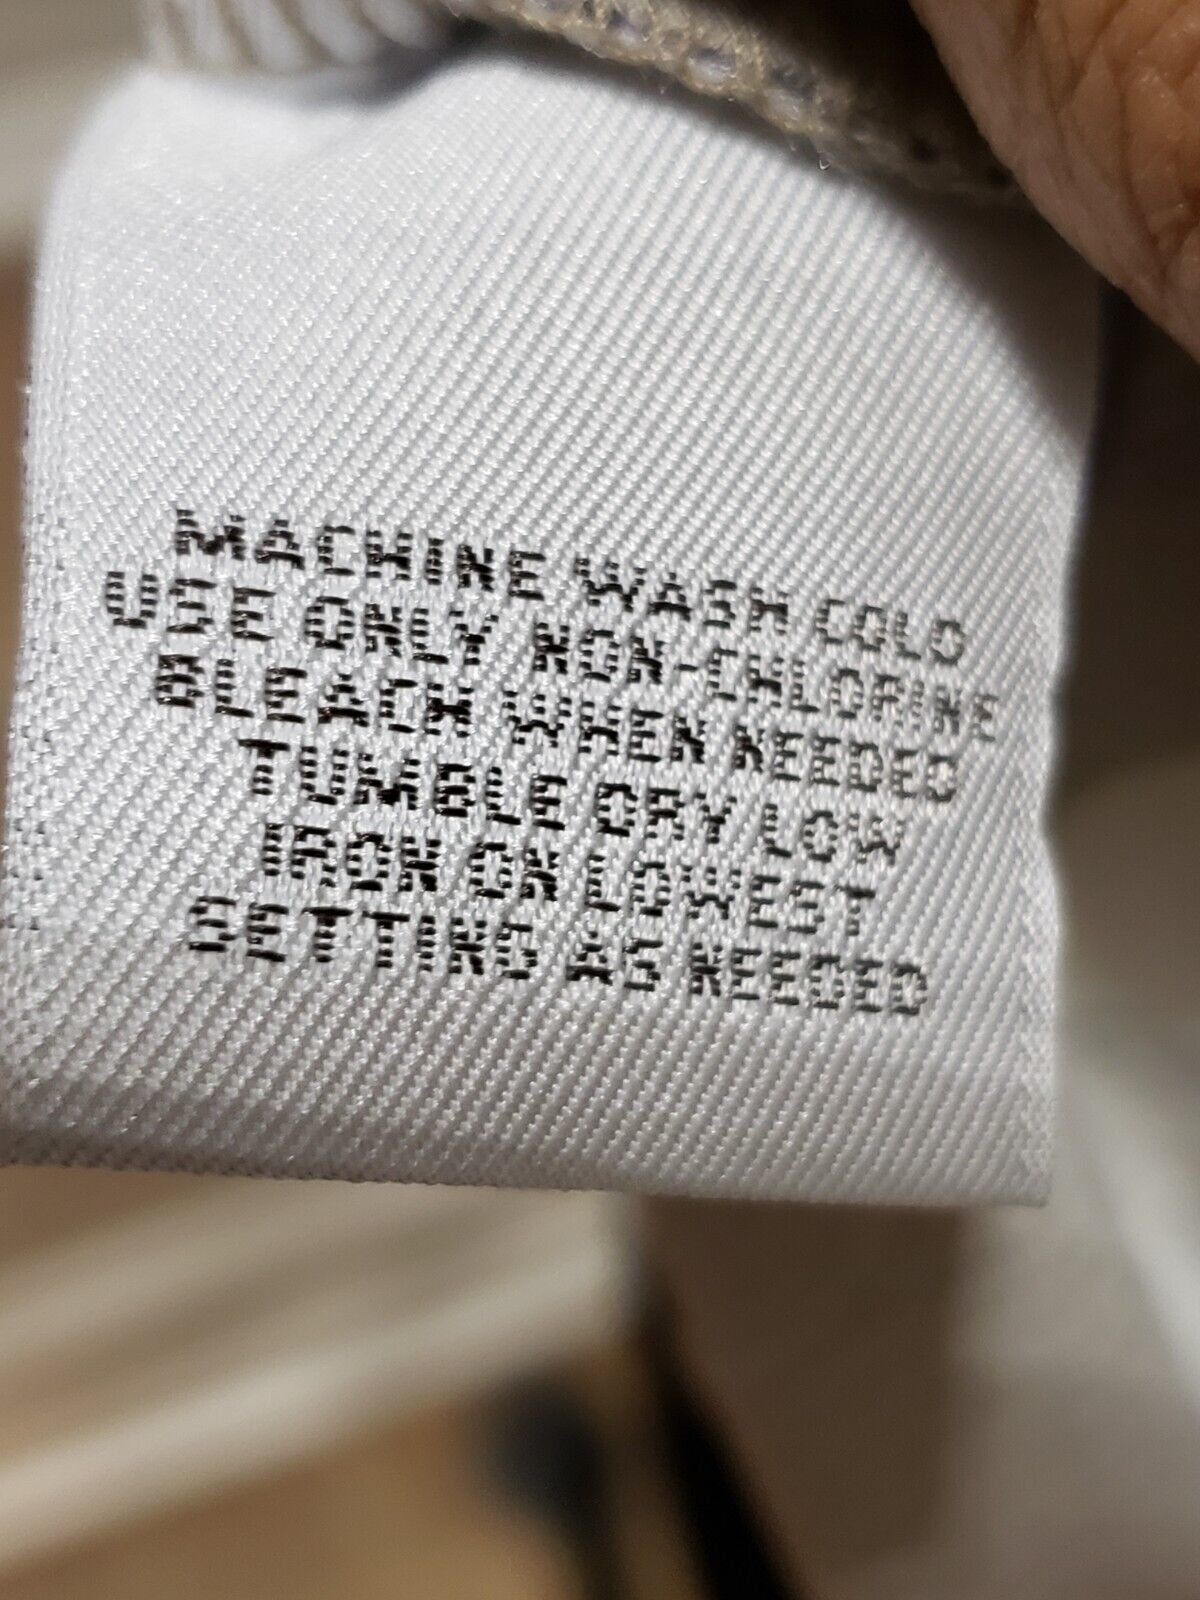 MACHINE WASH COLD
USE ONLY NON-CHLORINE
BLEACH WHEN NEEDED
TUMBLE DRY LOW
IRON ON LOWEST
SETTING AS NEEDED